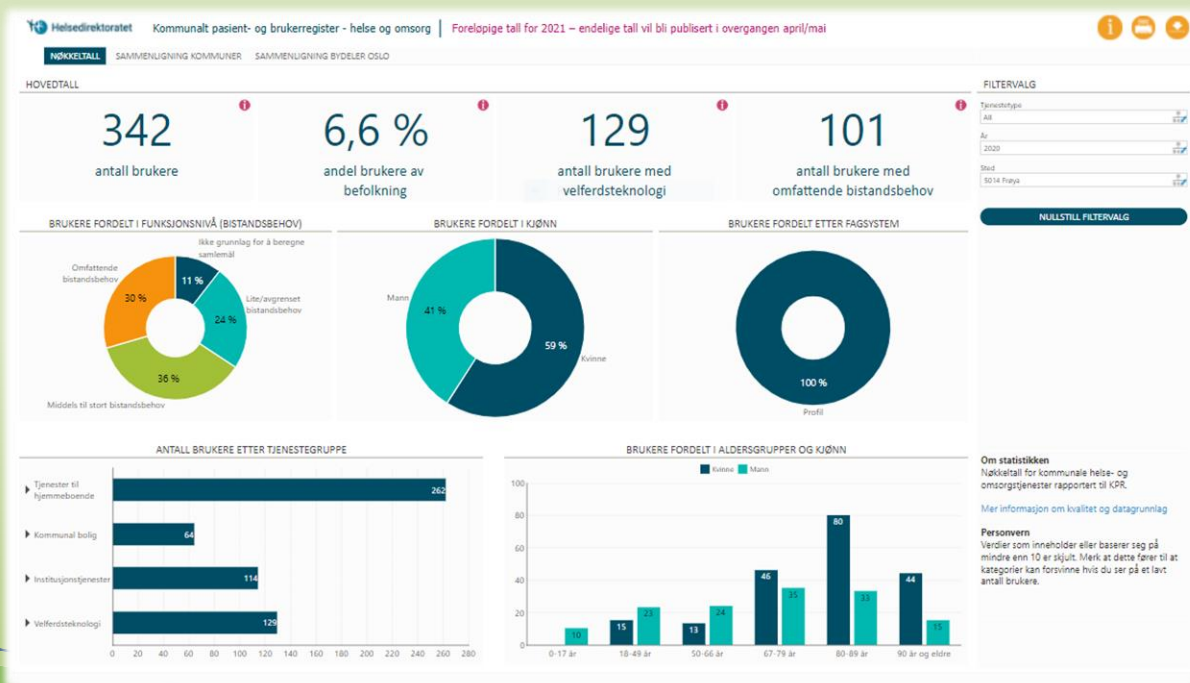 Helsedirektoratet
Kommunalt pasient- og brukerregister - helse og omsorg
Foreløpige tall for 2021 – endelige tall vil bli publisert i overgangen april/mai
NØKKELTALL
SAMMENLIGNING KOMMUNER
SAMMENLIGNING BYDELER OSLO
HOVEDTALL
342
antall brukere
6,6 %
andel brukere av
befolkning
129
antall brukere med
velferdsteknologi
101
antall brukere med
omfattende bistandsbehov
FILTERVALG
Tjenestetype
All
År
2020
Sted
5014 Frøya
NULLSTILL FILTERVALG
BRUKERE FORDELT I FUNKSJONSNIVÅ (BISTANDSBEHOV)
Ikke grunnlag for å beregne
samlemål
11 %
Lite/avgrenset
bistandsbehov
24 %
36 %
Middels til stort bistandsbehov
Omfattende
bistandsbehov
30 %
BRUKERE FORDELT I KJØNN
Mann
41 %
59 %
Kvinne
BRUKERE FORDELT ETTER FAGSYSTEM
100 %
Profil
ANTALL BRUKERE ETTER TJENESTEGRUPPE
Tjenester til
hjemmeboende
262
Kommunal bolig
64
Institusjonstjenester
114
Velferdsteknologi
129
0 20 40 60 80 100 120 140 160 180 200 220 240 260 280
BRUKERE FORDELT I ALDERSGRUPPER OG KJØNN
Kvinne Mann
100
80
60
40
20
0
10
15
23
13
24
46
35
80
33
44
15
0-17 år 18-49 år 50-66 år 67-79 år 80-89 år 90 år og eldre
Om statistikken
Nøkkeltall for kommunale helse- og
omsorgstjenester rapportert til KPR.
Mer informasjon om kvalitet og datagrunnlag
Personvern
Verdier som inneholder eller baserer seg på
mindre enn 10 er skjult. Merk at dette fører til at
kategorier kan forsvinne hvis du ser på et lavt
antall brukere.